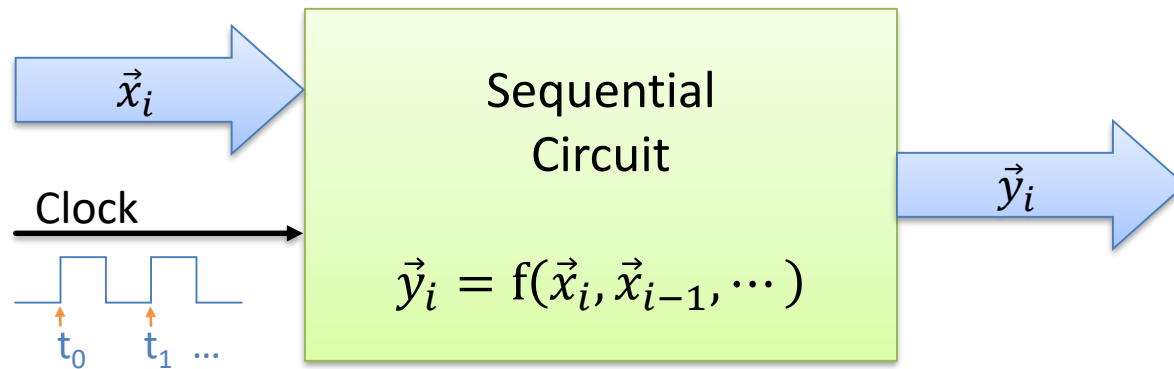 x⃗ᵢ
Sequential
Circuit
y⃗ᵢ
Clock
y⃗ᵢ = f(x⃗ᵢ, x⃗ᵢ₋₁, ⋯ )
t₀ t₁ ...